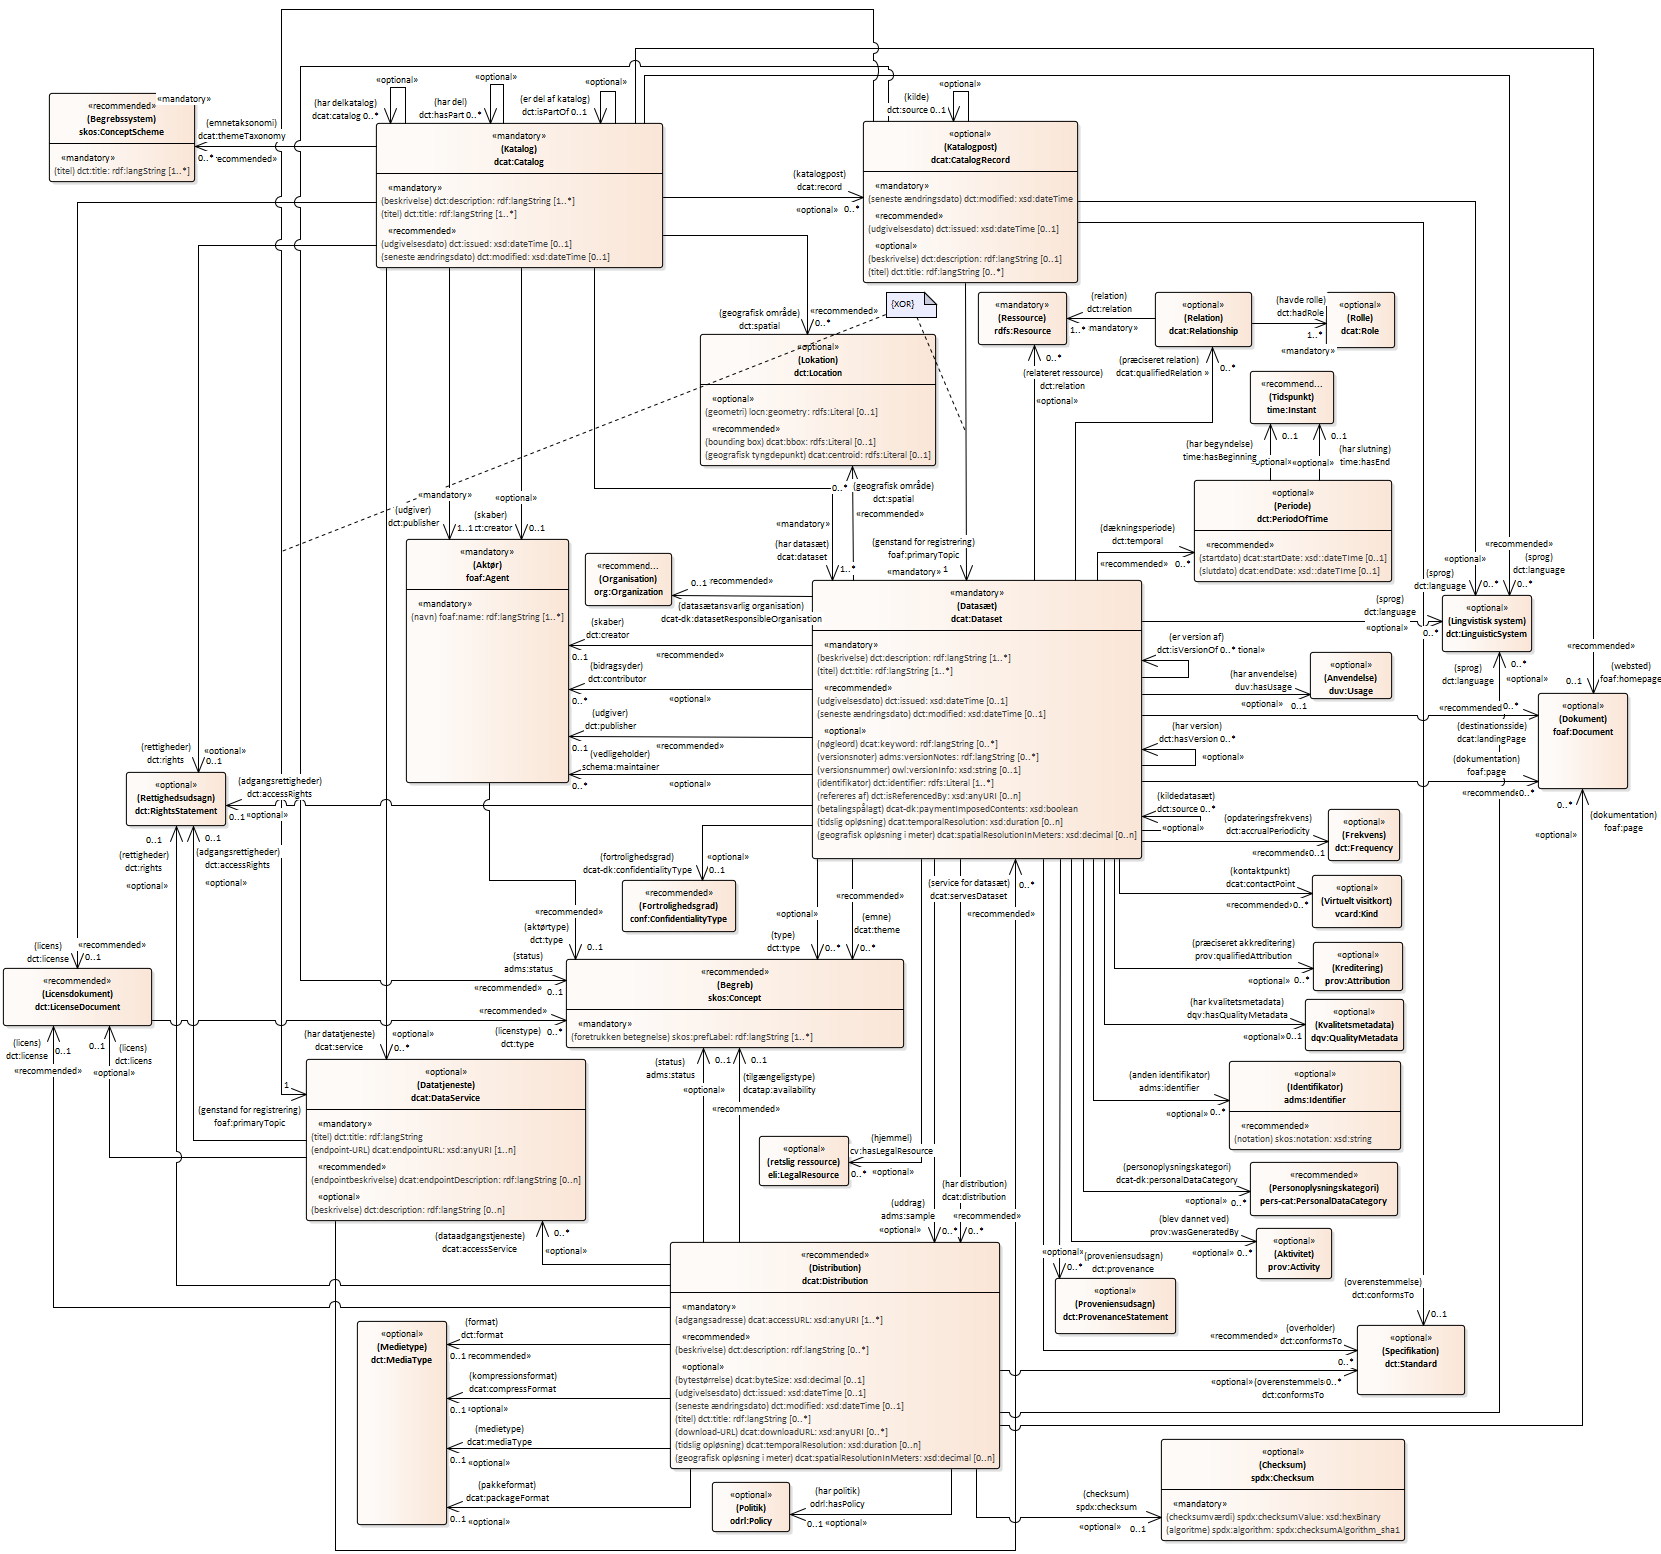 «recommended»
(Begrebssystem)
skos:ConceptScheme
«mandatory»
(titel) dct:title: rdf:langString [1..*]
«mandatory»
(emnetaksonomi)
dcat:themeTaxonomy
0..*
(har delkatalog)
dcat:catalog 0..*
«optional»
(har del)
dct:hasPart 0..*
«optional»
(er del af katalog)
dct:isPartOf 0..1
«optional»
«mandatory»
(Katalog)
dcat:Catalog
«mandatory»
(beskrivelse) dct:description: rdf:langString [1..*]
(titel) dct:title: rdf:langString [1..*]
«recommended»
(udgivelsesdato) dct:issued: xsd:dateTime [0..1]
(seneste ændringsdato) dct:modified: xsd:dateTime [0..1]
(katalogpost)
dcat:record
«optional» 0..*
«optional»
(kilde)
dct:source 0..1
«optional»
(Katalogpost)
dcat:CatalogRecord
«mandatory»
(seneste ændringsdato) dct:modified: xsd:dateTime
«recommended»
(udgivelsesdato) dct:issued: xsd:dateTime [0..1]
«optional»
(beskrivelse) dct:description: rdf:langString [0..1]
(titel) dct:title: rdf:langString [0..*]
{XOR}
(geografisk område)
dct:spatial
«recommended»
0..*
«optional»
(Lokation)
dct:Location
«optional»
(geometri) locn:geometry: rdfs:Literal [0..1]
«recommended»
(bounding box) dcat:bbox: rdfs:Literal [0..1]
(geografisk tyngdepunkt) dcat:centroid: rdfs:Literal [0..1]
«mandatory»
(Ressource)
rdfs:Resource
(relation)
dct:relation
1..* mandatory»
«optional»
(Relation)
dcat:Relationship
(havde rolle)
dct:hadRole
1..*
«mandatory»
«optional»
(Rolle)
dcat:Role
0..*
(relateret ressource)
dct:relation
«optional»
(præciseret relation)
dcat:qualifiedRelation »
0..*
«recommend...
(Tidspunkt)
time:Instant
(har begyndelse)
time:hasBeginning
0..1
0..1
(har slutning)
time:hasEnd
«optional»
«optional»
(Periode)
dct:PeriodOfTime
«recommended»
(startdato) dcat:startDate: xsd::dateTIme [0..1]
(slutdato) dcat:endDate: xsd::dateTIme [0..1]
(dækningsperiode)
dct:temporal
«recommended» 0..*
«mandatory»
(udgiver)
dct:publisher
1..1
«optional»
(skaber)
0..1
0..* (geografisk område)
dct:spatial
«recommended»
«mandatory»
(har datasæt)
dcat:dataset
1..*
(genstand for registrering)
foaf:primaryTopic
«mandatory» 1
«mandatory»
(Aktør)
foaf:Agent
«mandatory»
(navn) foaf:name: rdf:langString [1..*]
«recommend...
(Organisation)
org:Organization
0..1 recommended»
(datasætansvarlig organisation)
dcat-dk:datasetResponsibleOrganisation
(skaber)
dct:creator
0..1
«recommended»
(bidragsyder)
dct:contributor
0..*
«optional»
(udgiver)
dct:publisher
0..1
«recommended»
(vedligeholder)
schema:maintainer
0..*
«optional»
«mandatory»
(Datasæt)
dcat:Dataset
«mandatory»
(beskrivelse) dct:description: rdf:langString [1..*]
(titel) dct:title: rdf:langString [1..*]
«recommended»
(udgivelsesdato) dct:issued: xsd:dateTime [0..1]
(seneste ændringsdato) dct:modified: xsd:dateTime [0..1]
«optional»
(nøgleord) dcat:keyword: rdf:langString [0..*]
(versionsnoter) adms:versionNotes: rdf:langString [0..*]
(versionsnummer) owl:versionInfo: xsd:string [0..1]
(identifikator) dct:identifier: rdfs:Literal [1..*]
(refereres af) dct:isReferencedBy: xsd:anyURI [0..n]
(betalingspålagt) dcat-dk:paymentImposedContents: xsd:boolean
(tidslig opløsning) dcat:temporalResolution: xsd:duration [0..n]
(geografisk opløsning i meter) dcat:spatialResolutionInMeters: xsd:decimal [0..n]
(er version af)
dct:isVersionOf 0..* tional»
(har anvendelse)
duv:hasUsage
«optional» 0..1
«optional»
(Anvendelse)
duv:Usage
(har version)
dct:hasVersion 0..*
«optional»
(kildedatasæt)
dct:source 0..*
«optional»
«optional»
(sprog)
dct:language
0..*
«recommended»
(sprog)
dct:language
0..*
(sprog)
dct:language
«optional» 0..*
«optional»
(Lingvistisk system)
dct:LinguisticSystem
(sprog)
dct:language
0..*
«optional»
«recommended»
(websted)
foaf:homepage
0..1
«recommended 0..*
(destinationsside)
dcat:landingPage
(dokumentation)
foaf:page
«recommende0..*
«optional»
(Dokument)
foaf:Document
0..*
«optional»
(dokumentation)
foaf:page
(opdateringsfrekvens)
dct:accrualPeriodicity
«recommende0..1
«optional»
(Frekvens)
dct:Frequency
(kontaktpunkt)
dcat:contactPoint
«recommended› 0..*
«optional»
(Virtuelt visitkort)
vcard:Kind
(præciseret akkreditering)
prov:qualifiedAttribution
«optional» 0..*
«optional»
(Kreditering)
prov:Attribution
(har kvalitetsmetadata)
dqv:hasQualityMetadata
«optional» 0..1
«optional»
(Kvalitetsmetadata)
dqv:QualityMetadata
(anden identifikator)
adms:identifier
«optional» 0..*
«optional»
(Identifikator)
adms:Identifier
«recommended»
(notation) skos:notation: xsd:string
(personoplysningskategori)
dcat-dk:personalDataCategory
«optional» 0..*
«recommended»
(Personoplysningskategori)
pers-cat:PersonalDataCategory
(blev dannet ved)
prov:wasGeneratedBy
«optional» 0..*
«optional»
(Aktivitet)
prov:Activity
«optional»
0..*
(proveniensudsagn)
dct:provenance
«optional»
(Proveniensudsagn)
dct:ProvenanceStatement
(overenstemmelse)
dct:conformsTo
0..1
«recommended»
(overholder)
dct:conformsTo
0..*
«optional»
(Specifikation)
dct:Standard
«optional» (overenstemmels 0..*
dct:conformsTo
(rettigheder)
dct:rights
«optional»
0..1
«optional»
(Rettighedsudsagn)
dct:RightsStatement
(adgangsrettigheder)
dct:accessRights
0..1 «optional»
0..1
(rettigheder)
dct:rights
«optional»
0..1
(adgangsrettigheder)
dct:accessRights
«optional»
(fortrolighedsgrad)
dcat-dk:confidentialityType
«optional»
0..1
«recommended»
(Fortrolighedsgrad)
conf:ConfidentialityType
«recommended»
(aktørtype)
dct:type
0..1
«optional»
(type)
dct:type
0..*
«recommended»
(emne)
dcat:theme
0..*
(service for datasæt)
dcat:servesDataset
0..*
«recommended»
(status)
adms:status
«recommended» 0..1
«recommended»
(licenstype)
dct:type
0..*
«recommended»
(Begreb)
skos:Concept
«mandatory»
(foretrukken betegnelse) skos:prefLabel: rdf:langString [1..*]
(licens)
dct:license
«recommended»
0..1
«recommended»
(Licensdokument)
dct:LicenseDocument
(licens)
dct:license
0..1
«recommended»
0..1
(licens)
dct:licens
«optional»
(har datatjeneste)
dcat:service
«optional»
0..*
1
(genstand for registrering)
foaf:primaryTopic
«optional»
(Datatjeneste)
dcat:DataService
«mandatory»
(titel) dct:title: rdf:langString
(endpoint-URL) dcat:endpointURL: xsd:anyURI [1..n]
«recommended»
(endpointbeskrivelse) dcat:endpointDescription: rdf:langString [0..n]
«optional»
(beskrivelse) dct:description: rdf:langString [0..n]
(status)
adms:status
0..1
«optional»
0..1
(tilgængeligstype)
dcatap:availability
«recommended»
«optional»
(retslig ressource)
eli:LegalResource
(hjemmel)
cv:hasLegalResource
0..* «optional»
(har distribution)
dcat:distribution
«recommended»
0..*
(uddrag)
adms:sample
«optional»
0..*
(dataadgangstjeneste)
dcat:accessService
0..*
«optional»
«recommended»
(Distribution)
dcat:Distribution
«mandatory»
(adgangsadresse) dcat:accessURL: xsd:anyURI [1..*]
«recommended»
(beskrivelse) dct:description: rdf:langString [0..*]
«optional»
(bytestørrelse) dcat:byteSize: xsd:decimal [0..1]
(udgivelsesdato) dct:issued: xsd:dateTime [0..1]
(seneste ændringsdato) dct:modified: xsd:dateTime [0..1]
(titel) dct:title: rdf:langString [0..*]
(download-URL) dcat:downloadURL: xsd:anyURI [0..*]
(tidslig opløsning) dcat:temporalResolution: xsd:duration [0..n]
(geografisk opløsning i meter) dcat:spatialResolutionInMeters: xsd:decimal [0..n]
«optional»
(Medietype)
dct:MediaType
(format)
dct:format
0..1 recommended»
(kompressionsformat)
dcat:compressFormat
0..1 «optional»
(medietype)
dcat:mediaType
0..1 «optional»
(pakkeformat)
dcat:packageFormat
0..1 «optional»
«optional»
(Politik)
odrl:Policy
(har politik)
odrl:hasPolicy
0..1 «optional»
(checksum)
spdx:checksum
«optional» 0..1
«optional»
(Checksum)
spdx:Checksum
«mandatory»
(checksumværdi) spdx:checksumValue: xsd:hexBinary
(algoritme) spdx:algorithm: spdx:checksumAlgorithm_sha1